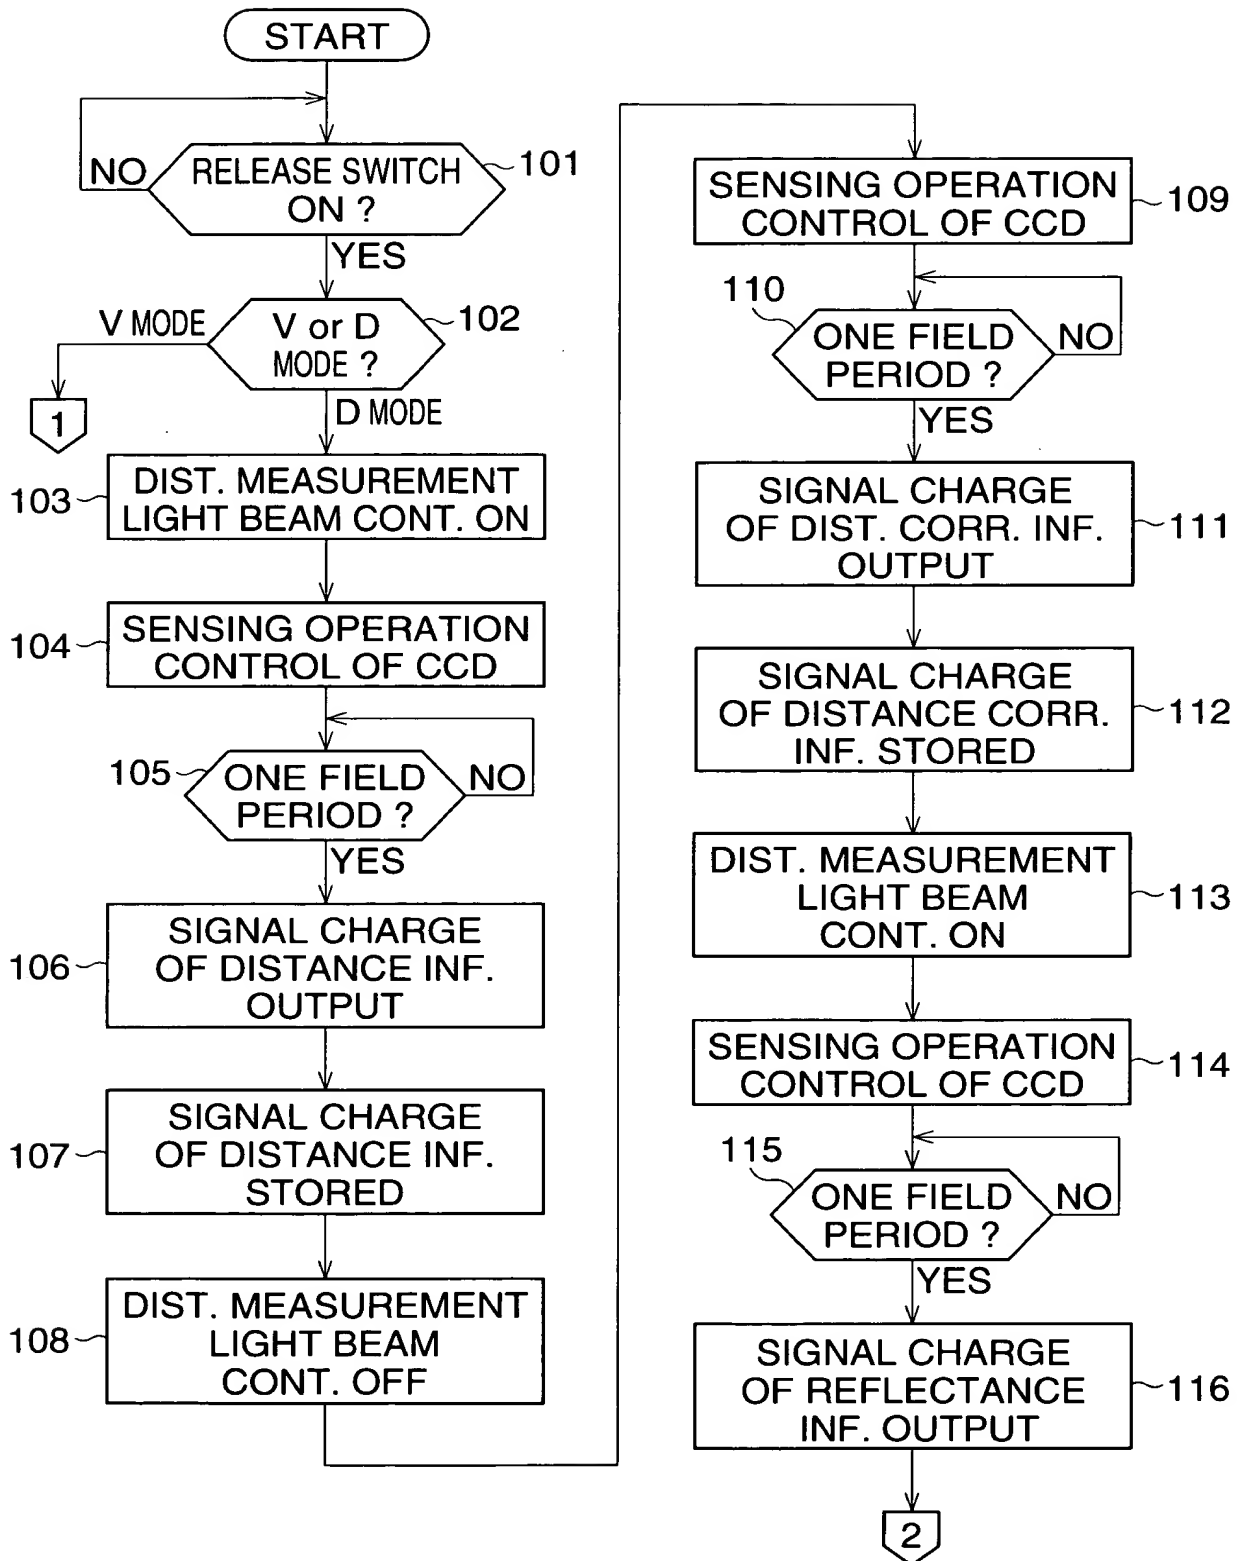 START
NO
RELEASE SWITCH
ON ?
101
YES
V MODE
V or D
MODE ?
102
1
D MODE
103
DIST. MEASUREMENT
LIGHT BEAM CONT. ON
104
SENSING OPERATION
CONTROL OF CCD
105
ONE FIELD
PERIOD ?
NO
YES
106
SIGNAL CHARGE
OF DISTANCE INF.
OUTPUT
107
SIGNAL CHARGE
OF DISTANCE INF.
STORED
108
DIST. MEASUREMENT
LIGHT BEAM
CONT. OFF
SENSING OPERATION
CONTROL OF CCD
109
110
ONE FIELD
PERIOD ?
NO
YES
SIGNAL CHARGE
OF DIST. CORR. INF.
OUTPUT
111
SIGNAL CHARGE
OF DISTANCE CORR.
INF. STORED
112
DIST. MEASUREMENT
LIGHT BEAM
CONT. ON
113
SENSING OPERATION
CONTROL OF CCD
114
115
ONE FIELD
PERIOD ?
NO
YES
SIGNAL CHARGE
OF REFLECTANCE
INF. OUTPUT
116
2